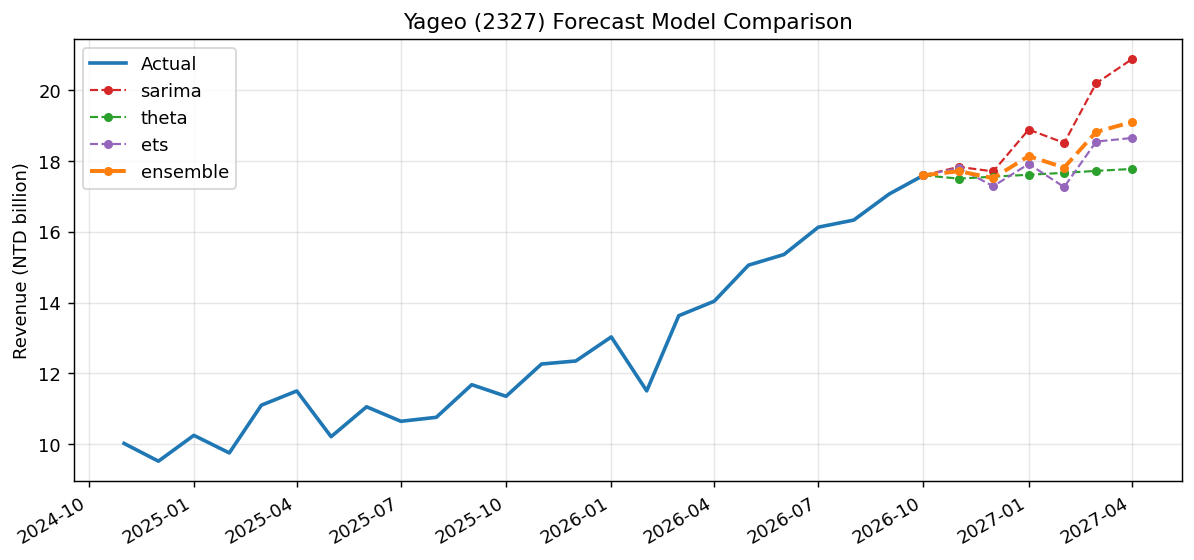 Yageo (2327) Forecast Model Comparison
Actual
sarima
theta
ets
ensemble
Revenue (NTD billion)
20
18
16
14
12
10
2024-10
2025-01
2025-04
2025-07
2025-10
2026-01
2026-04
2026-07
2026-10
2027-01
2027-04